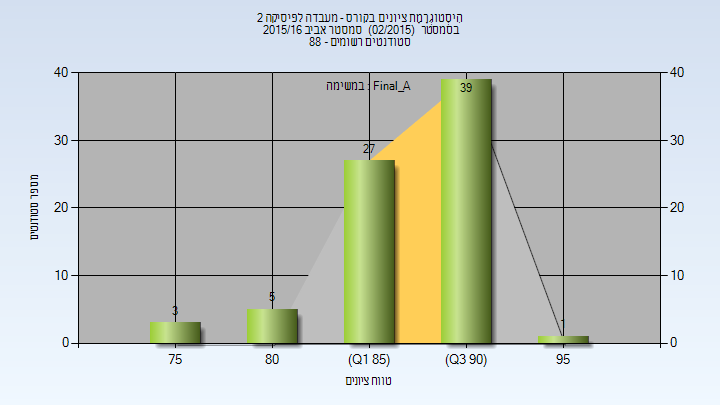 היסטוגרמת ציונים בקורס - מעבדה לפיסיקה 2
בסמסטר (02/2015) סמסטר אביב 2015/16
סטודנטים רשומים - 88
במשימה : Final_A
40 40
39
30 30
27
מספר סטודנטים
20 20
10 10
5
3
1
0 0
75 80 (Q1 85) (Q3 90) 95
טווח ציונים